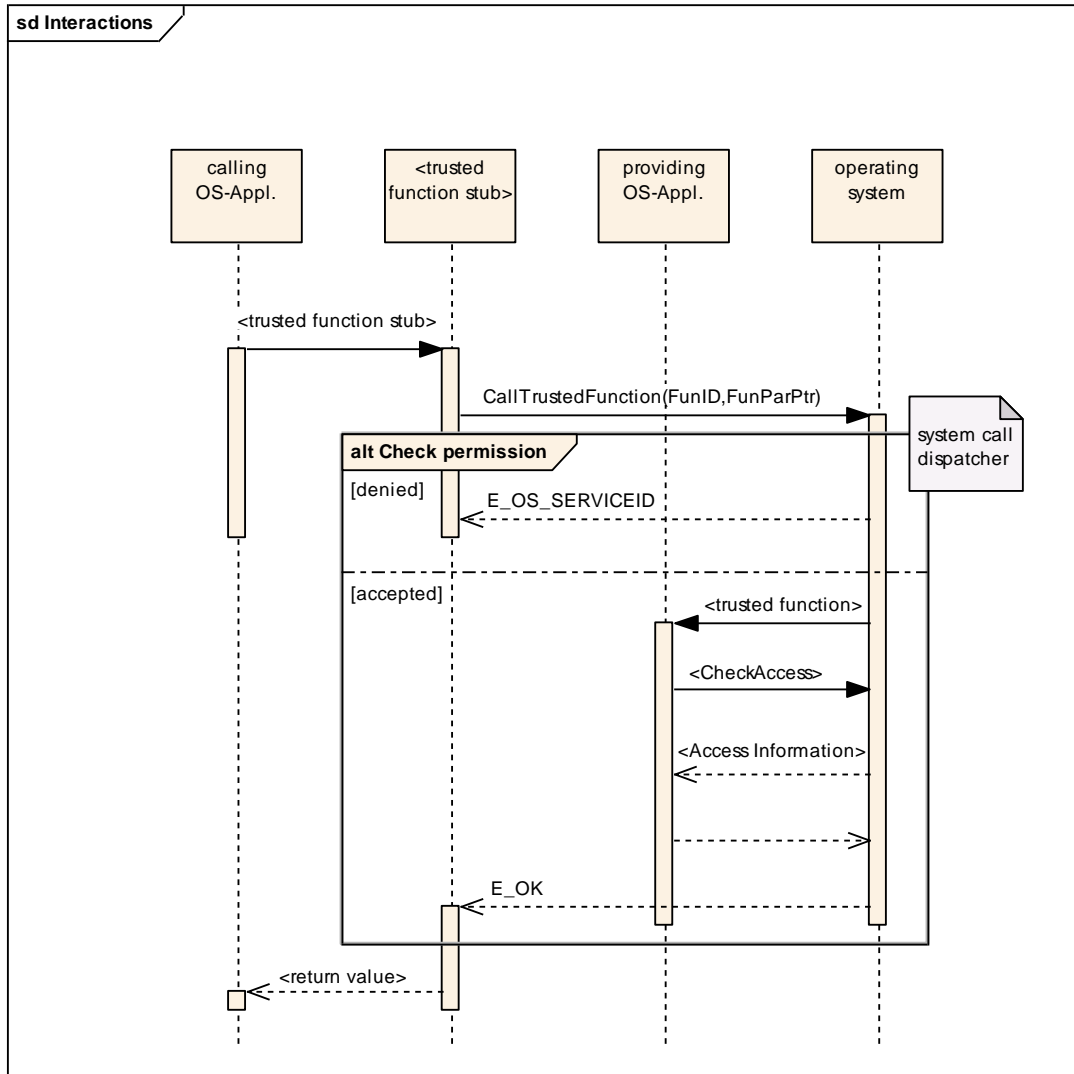 sd Interactions
calling
OS-Appl.
<trusted
function stub>
providing
OS-Appl.
operating
system
<trusted function stub>
CallTrustedFunction(FunID,FunParPtr)
system call
dispatcher
alt Check permission
[denied]
E_OS_SERVICEID
[accepted]
<trusted function>
<CheckAccess>
<Access Information>
E_OK
<return value>